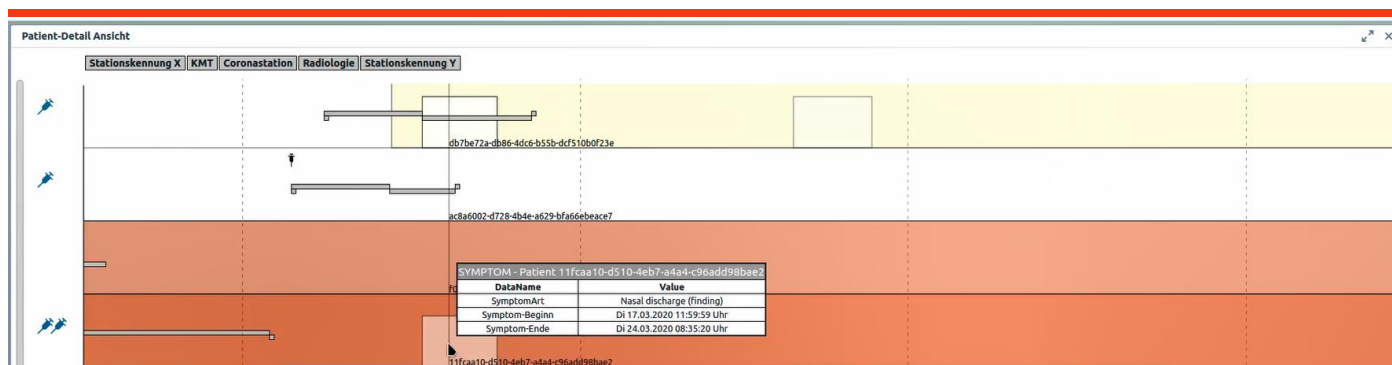 Patient-Detail Ansicht
Stationskennung X KMT Coronastation Radiologie Stationskennung Y
db7be72a-db86-4dc6-b55b-dcf510b0f23e
ac8a6002-d728-4b4e-a629-bfa66ebeace7
SYMPTOM - Patient 11fcaa10-d510-4eb7-a4a4-c96add98bae2
DataName Value
SymptomArt Nasal discharge (finding)
Symptom-Beginn Di 17.03.2020 11:59:59 Uhr
Symptom-Ende Di 24.03.2020 08:35:20 Uhr
11fcaa10-d510-4eb7-a4a4-c96add98bae2